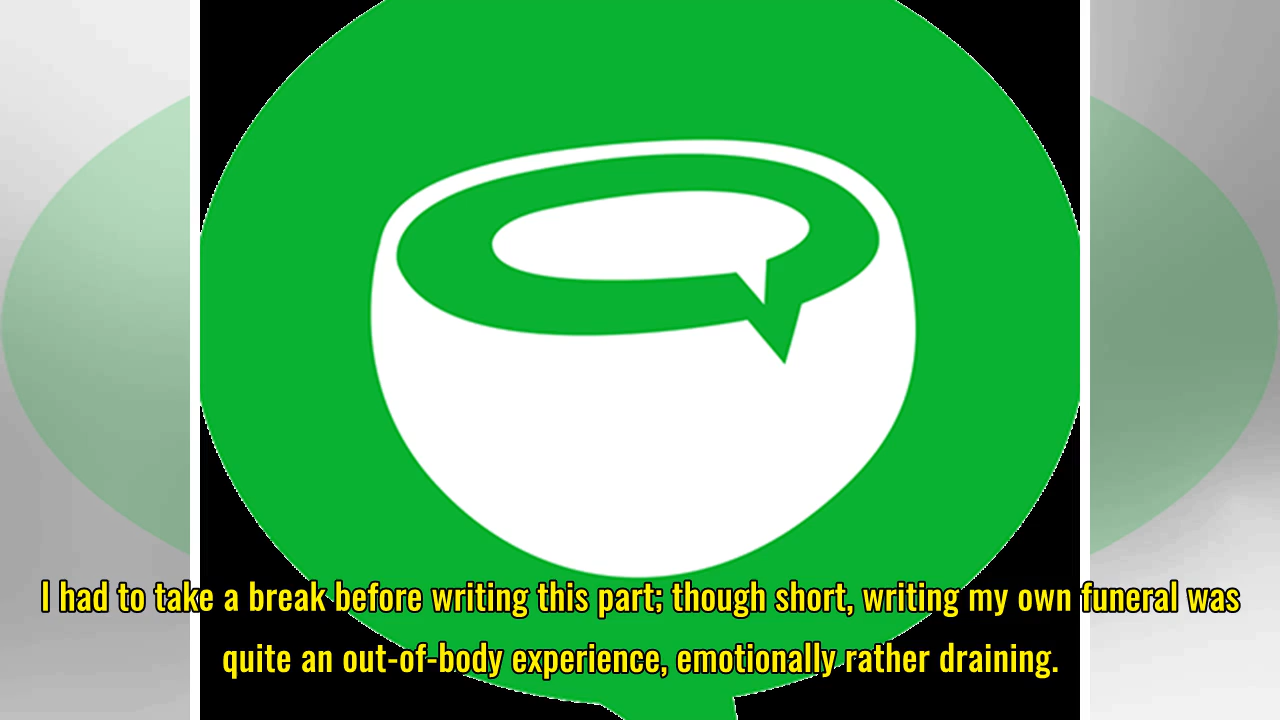 I had to take a break before writing this part; though short, writing my own funeral was
quite an out-of-body experience, emotionally rather draining.